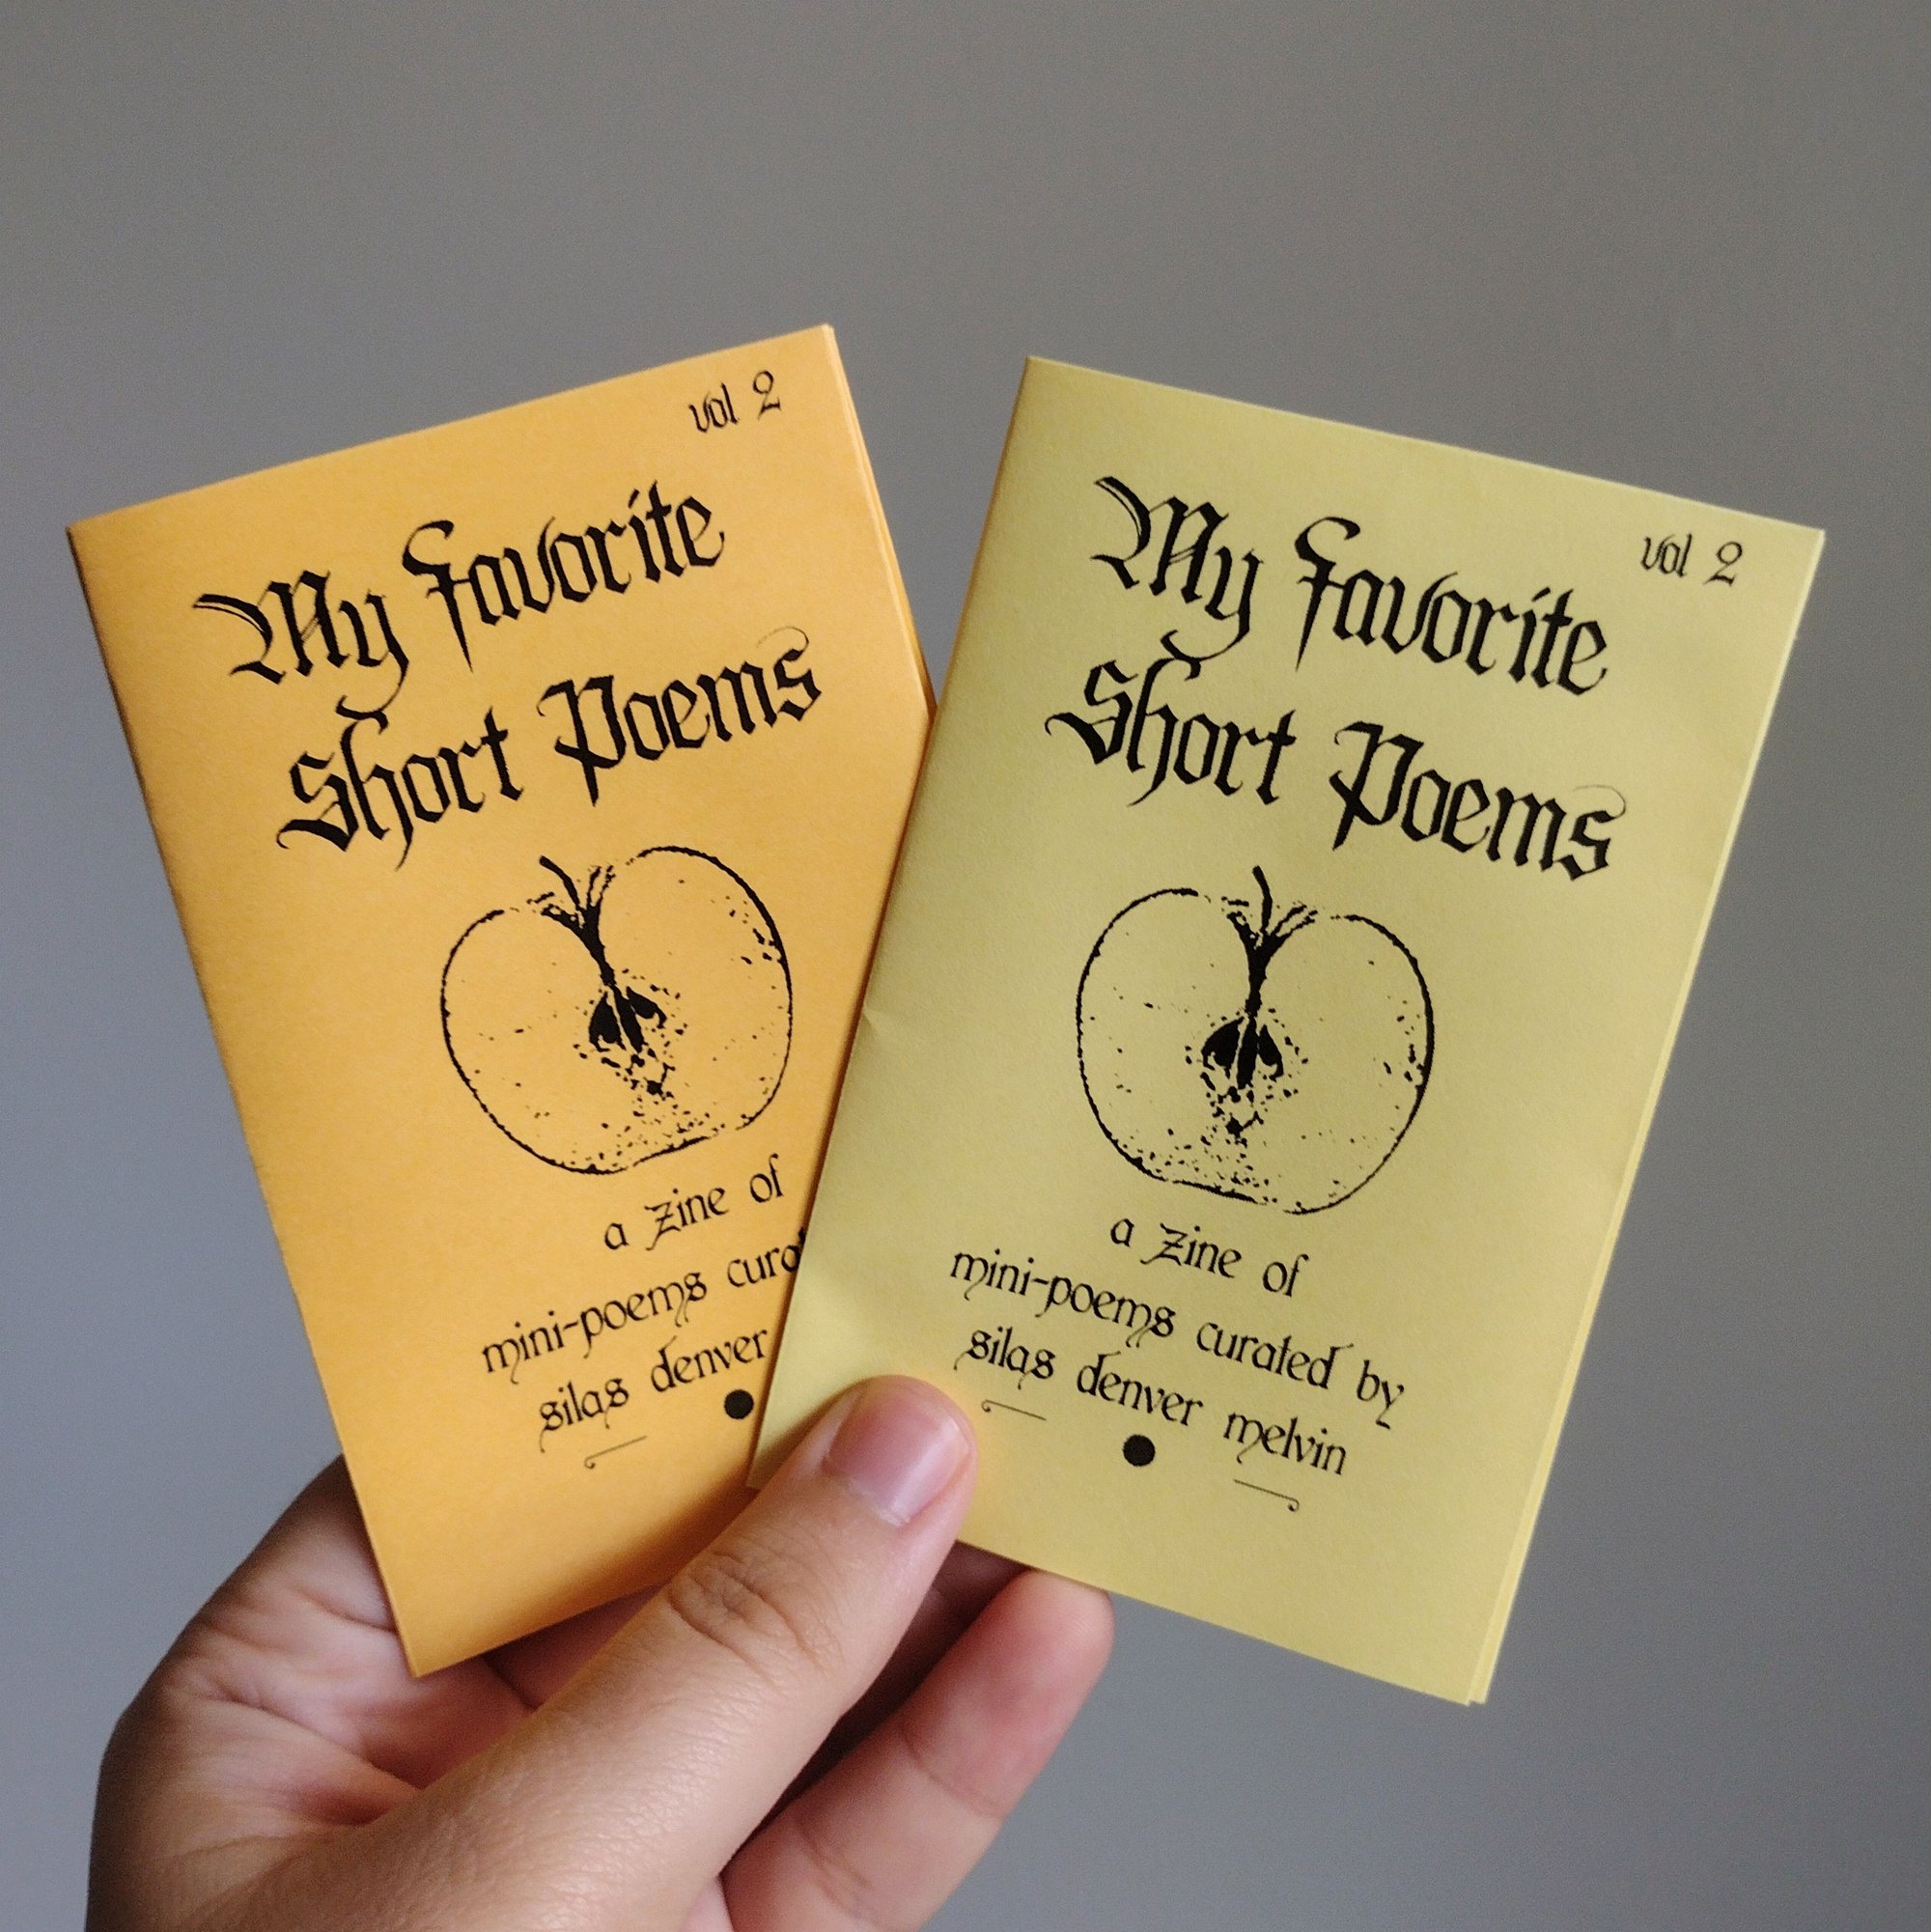 vol 2
My favorite
Short Poems
a zine of
mini-poems
silas denver
vol 2
My favorite
Short Poems
a zine of
mini-poems curated by
silas denver melvin